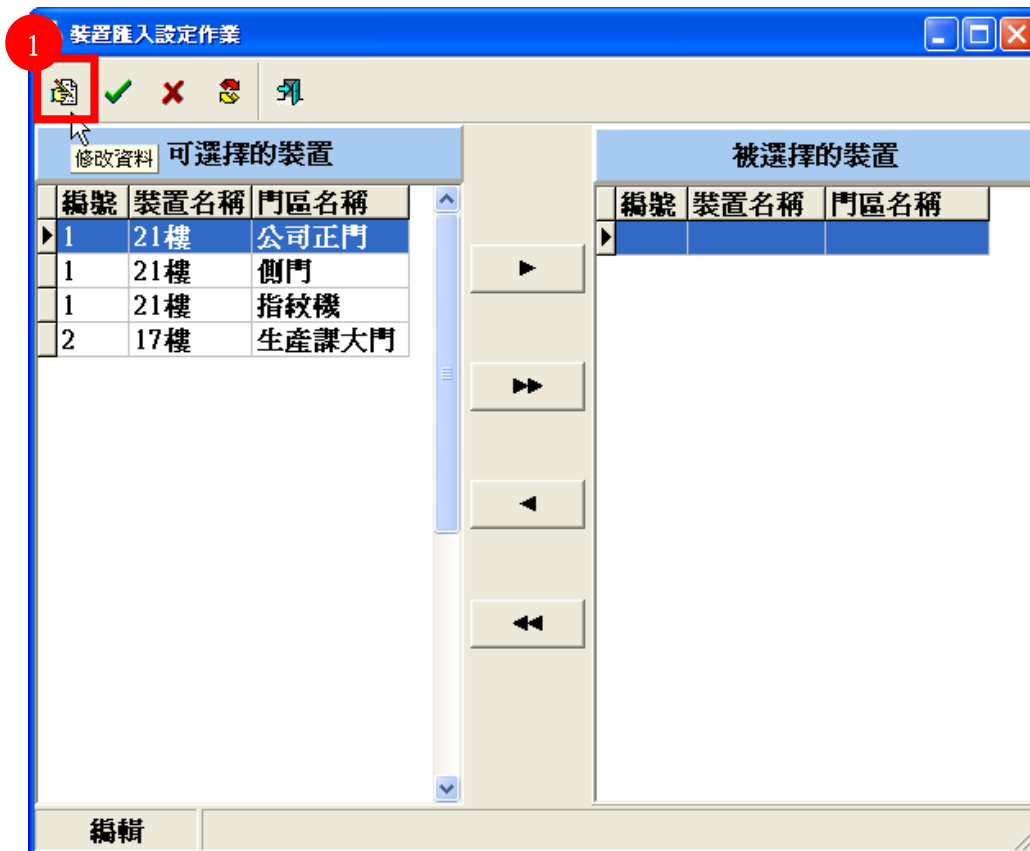 1
裝置匯入設定作業
修改資料
可選擇的裝置
被選擇的裝置
編號 裝置名稱 門區名稱
1 21樓 公司正門
1 21樓 側門
1 21樓 指紋機
2 17樓 生產課大門
編號 裝置名稱 門區名稱
編輯